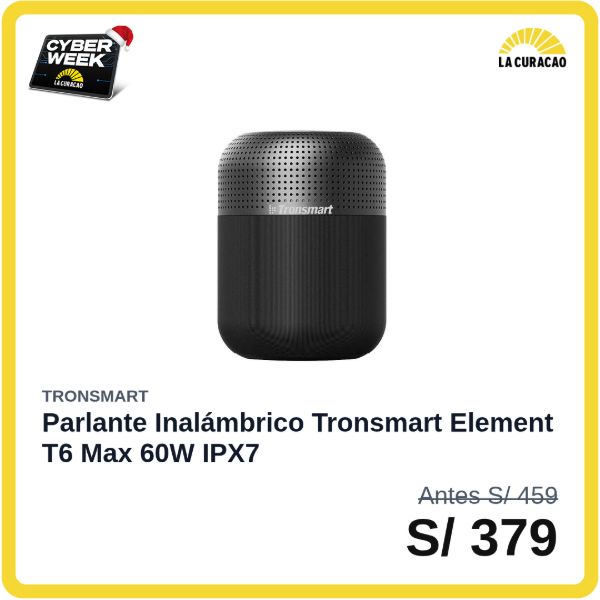 CYBER
WEEK
LA CURACAO
LA CURACAO
Tronsmart
TRONSMART
Parlante Inalámbrico Tronsmart Element
T6 Max 60W IPX7
Antes S/ 459
S/ 379